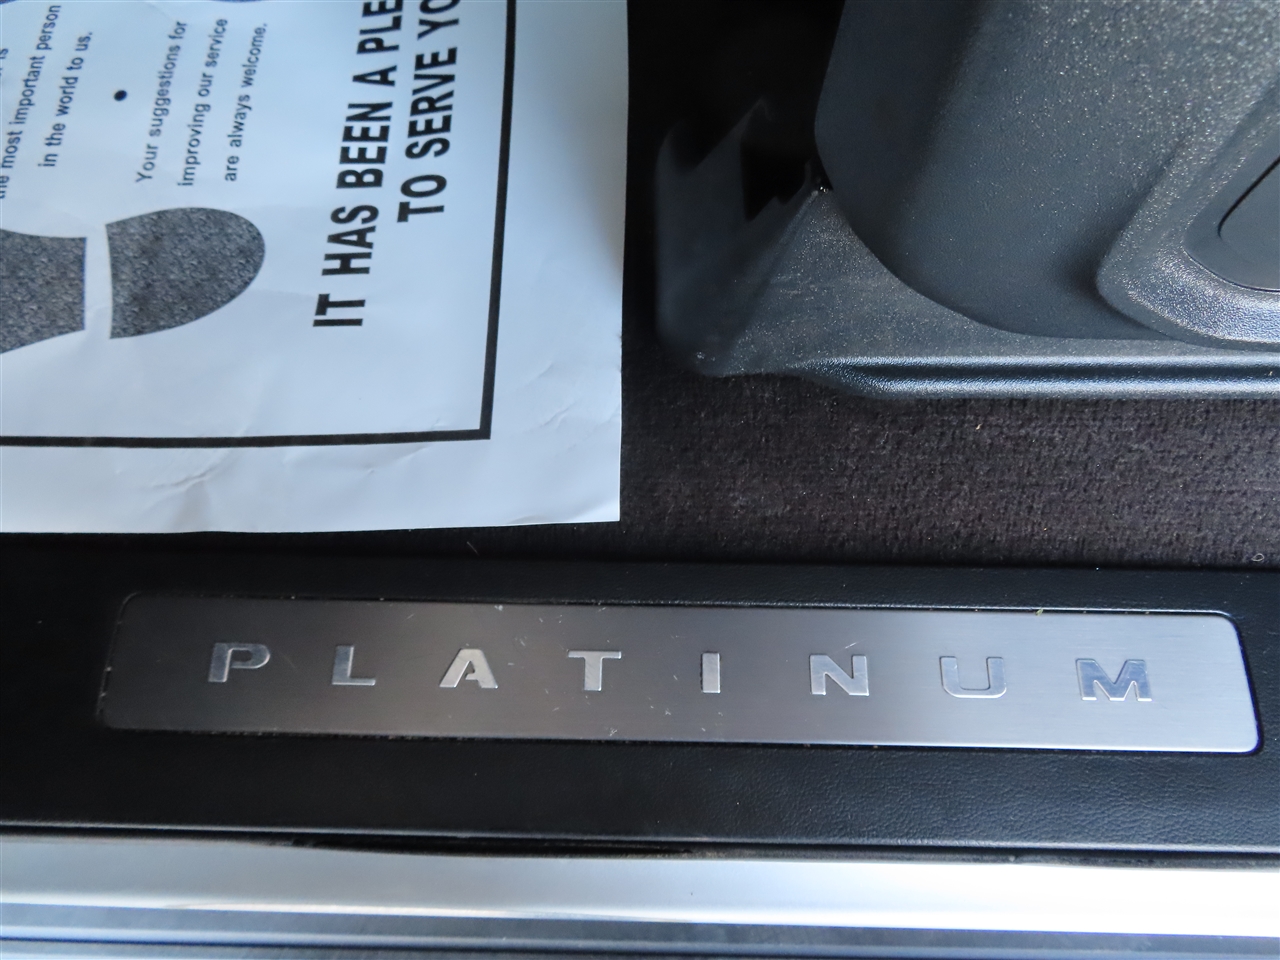 is
the most important person
in the world to us.
•
Your suggestions for
improving our service
are always welcome.
IT HAS BEEN A PLE
TO SERVE YO
PLATINUM